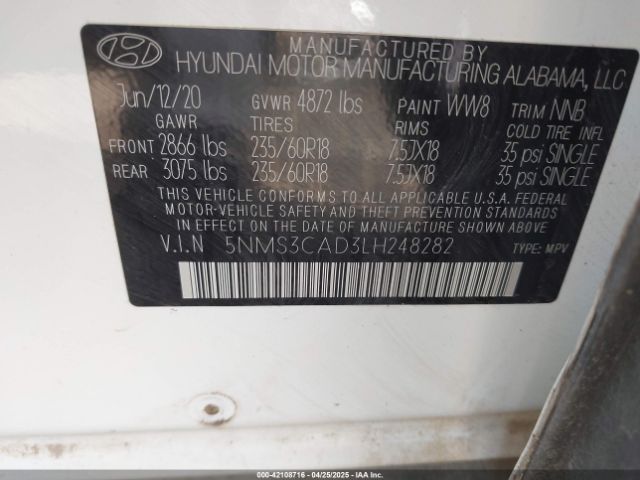 MANUFACTURED BY
HYUNDAI MOTOR MANUFACTURING ALABAMA, LLC
Jun/12/20 GVWR 4872 lbs PAINT WW8 TRIM NNB
GAWR TIRES RIMS COLD TIRE INFL
FRONT 2866 lbs 235/60R18 7.5JX18 35 psi SINGLE
REAR 3075 lbs 235/60R18 7.5JX18 35 psi SINGLE
THIS VEHICLE CONFORMS TO ALL APPLICABLE U.S.A. FEDERAL
MOTOR-VEHICLE SAFETY AND THEFT PREVENTION
STANDARDS IN EFFECT ON THE DATE OF MANUFACTURE SHOWN ABOVE
V.I.N 5NMS3CAD3LH248282 TYPE: MPV
000-42108716 - 04/25/2025 - www.iaai.com